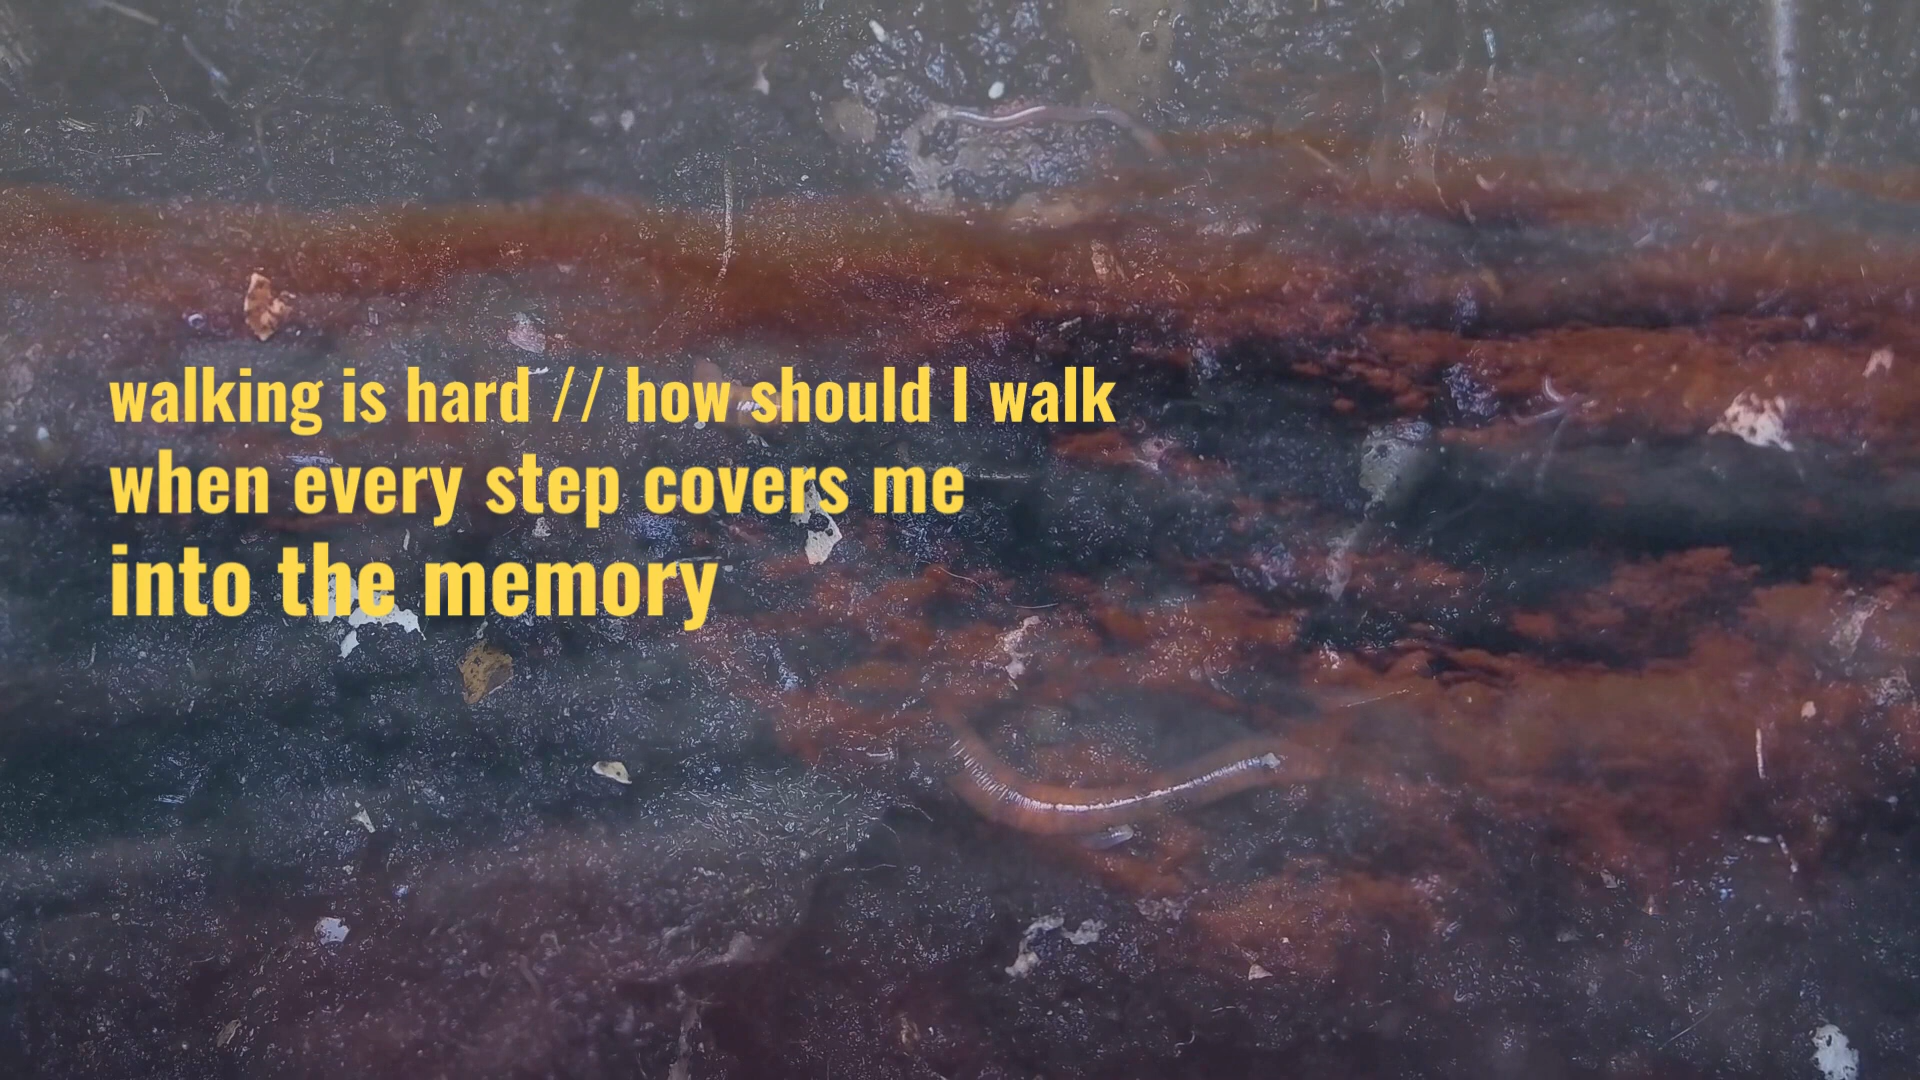 walking is hard // how should I walk
when every step covers me
into the memory